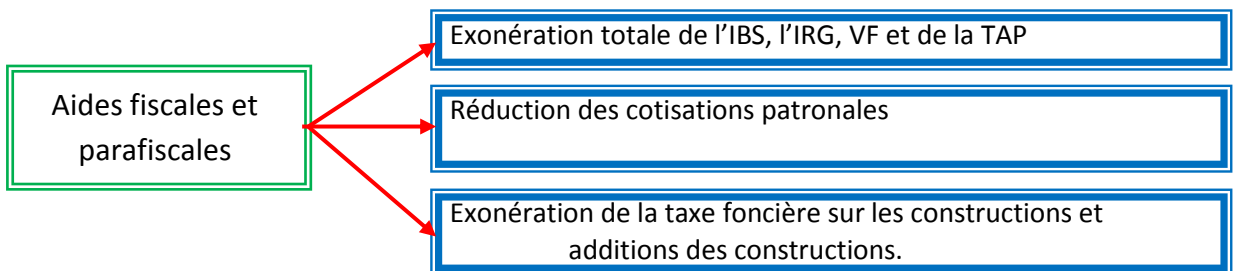 Aides fiscales et
parafiscales
Exonération totale de l’IBS, l’IRG, VF et de la TAP
Réduction des cotisations patronales
Exonération de la taxe foncière sur les constructions et
additions des constructions.